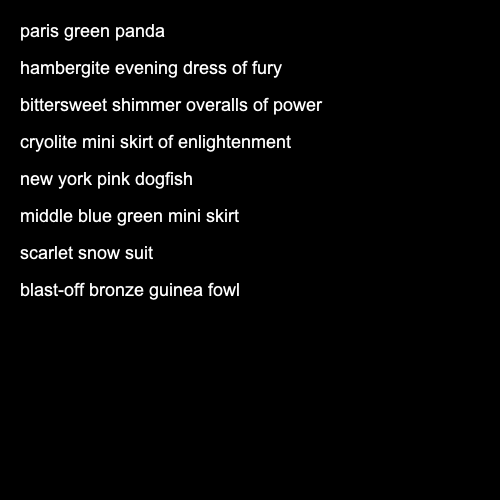 paris green panda
hambergite evening dress of fury
bittersweet shimmer overalls of power
cryolite mini skirt of enlightenment
new york pink dogfish
middle blue green mini skirt
scarlet snow suit
blast-off bronze guinea fowl